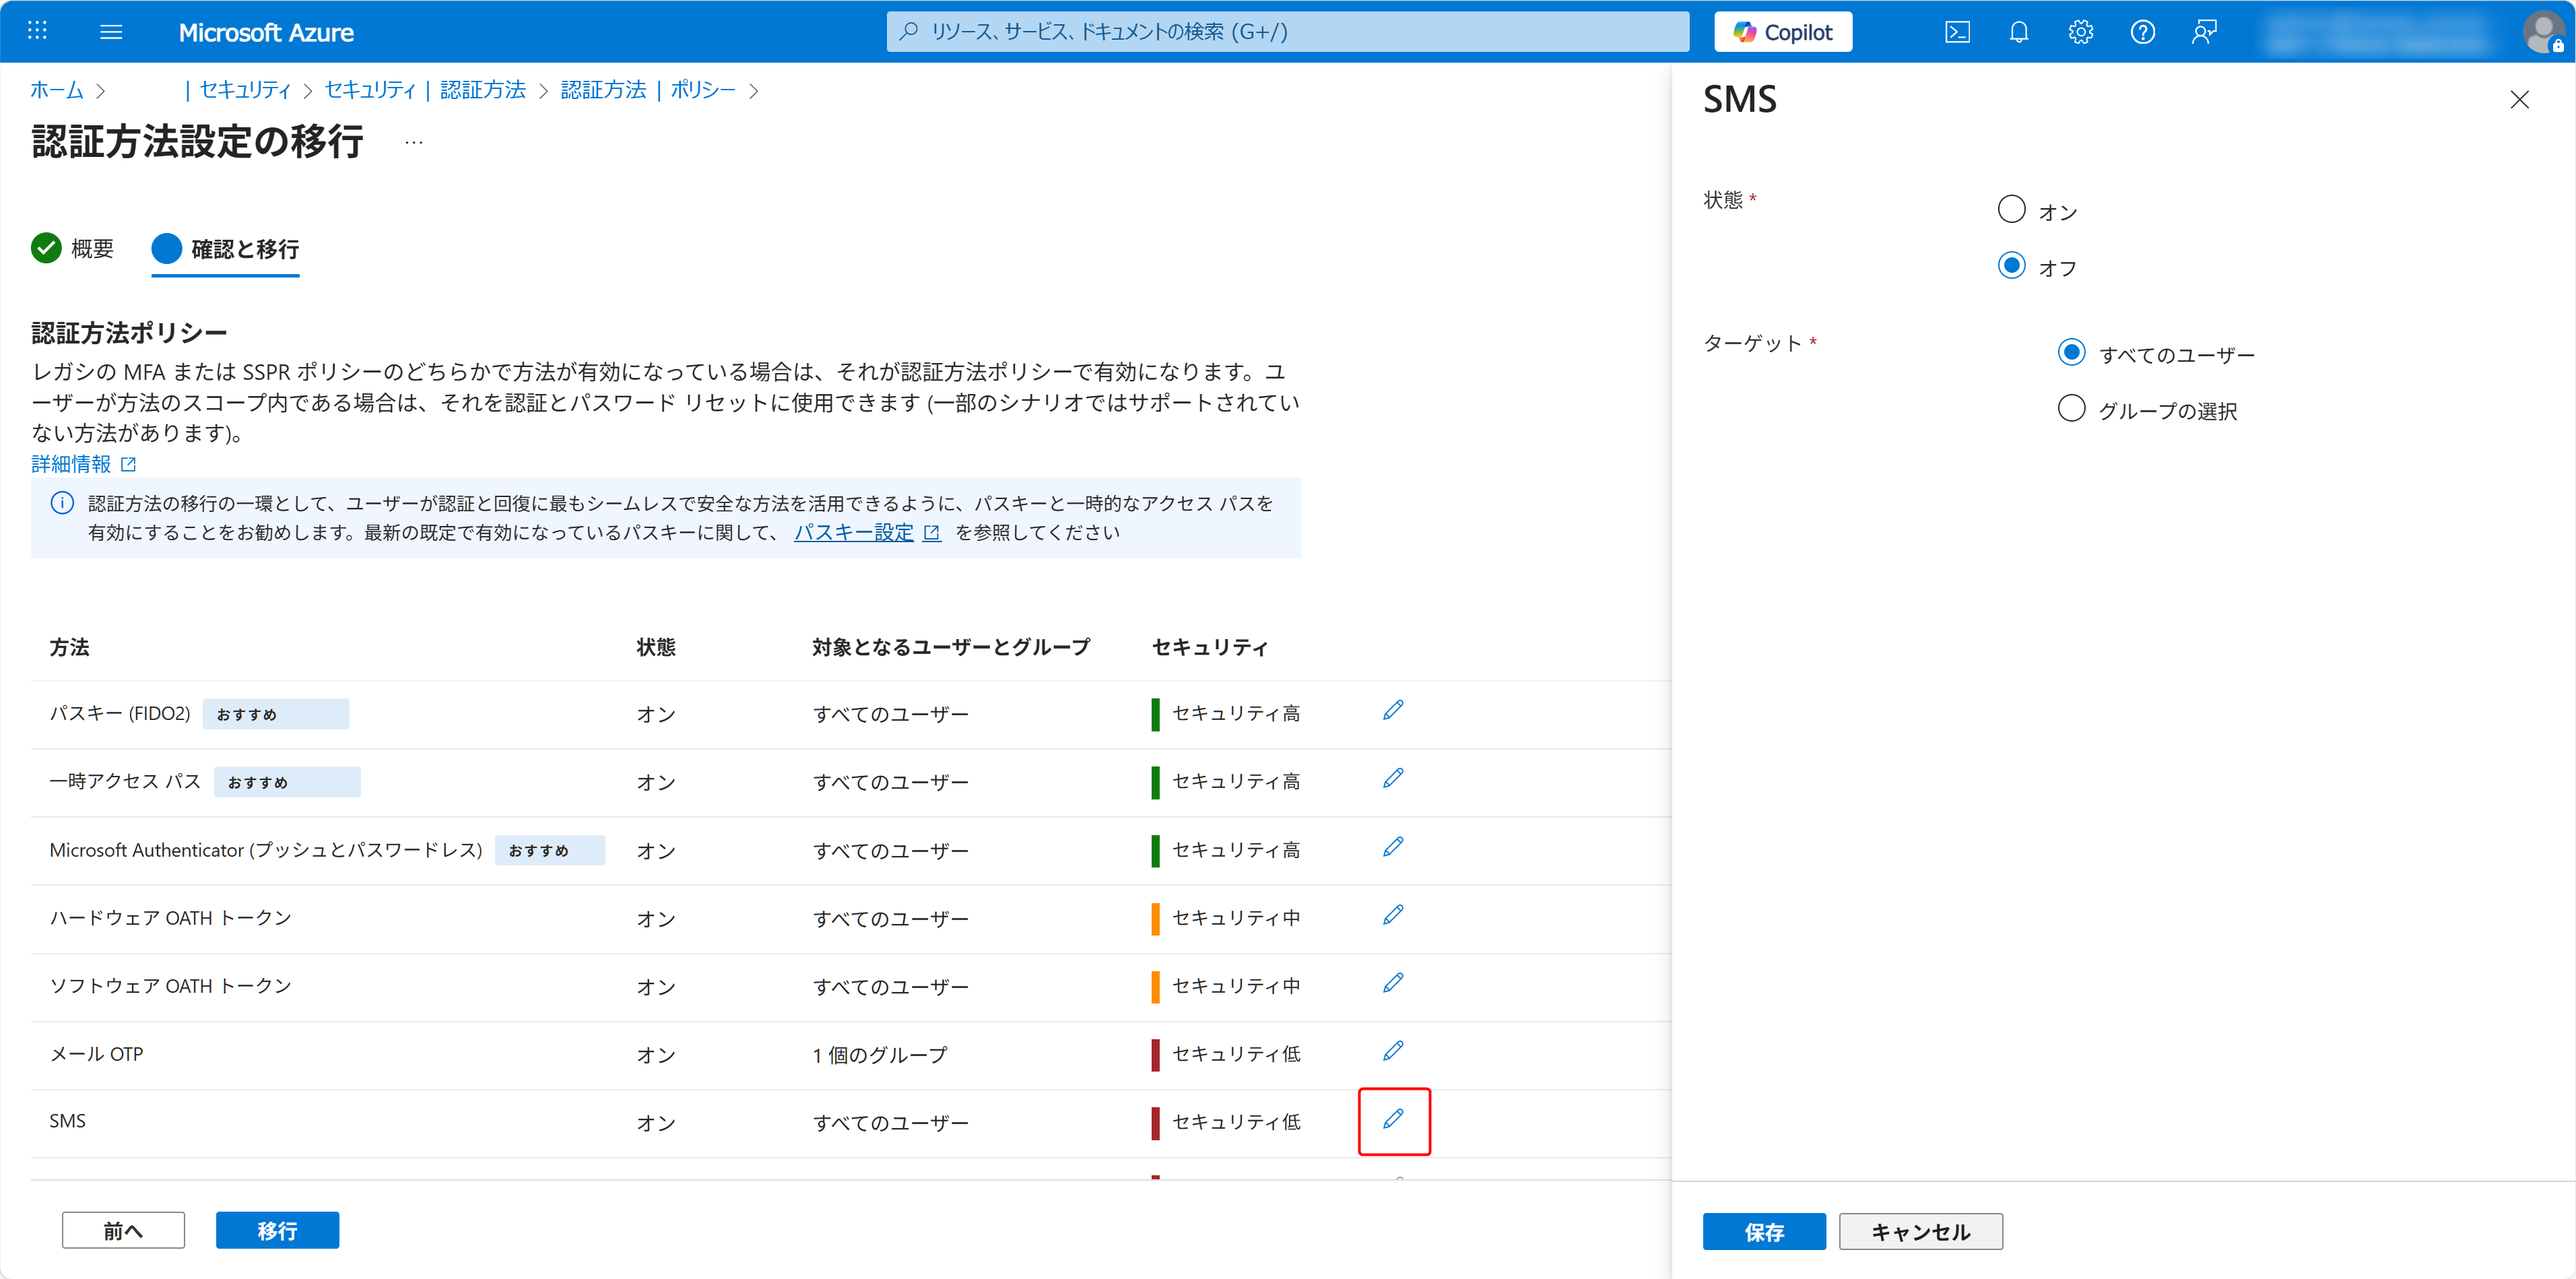 Microsoft Azure
リソース、サービス、ドキュメントの検索 (G+/)
Copilot
ホーム > | セキュリティ > セキュリティ | 認証方法 > 認証方法 | ポリシー >
認証方法設定の移行 ...
概要
確認と移行
認証方法ポリシー
レガシの MFA または SSPR ポリシーのどちらかで方法が有効になっている場合は、それが認証方法ポリシーで有効になります。ユ
ーザーが方法のスコープ内である場合は、それを認証とパスワード リセットに使用できます (一部のシナリオではサポートされてい
ない方法があります)。
詳細情報
認証方法の移行の一環として、ユーザーが認証と回復に最もシームレスで安全な方法を活用できるように、パスキーと一時的なアクセス パスを
有効にすることをお勧めします。最新の既定で有効になっているパスキーに関して、 パスキー設定 を参照してください
方法 状態 対象となるユーザーとグループ セキュリティ
パスキー (FIDO2) おすすめ オン すべてのユーザー セキュリティ高
一時アクセス パス おすすめ オン すべてのユーザー セキュリティ高
Microsoft Authenticator (プッシュとパスワードレス) おすすめ オン すべてのユーザー セキュリティ高
ハードウェア OATH トークン オン すべてのユーザー セキュリティ中
ソフトウェア OATH トークン オン すべてのユーザー セキュリティ中
メール OTP オン 1 個のグループ セキュリティ低
SMS オン すべてのユーザー セキュリティ低
前へ
移行
SMS
状態 *
オン
オフ
ターゲット *
すべてのユーザー
グループの選択
保存
キャンセル